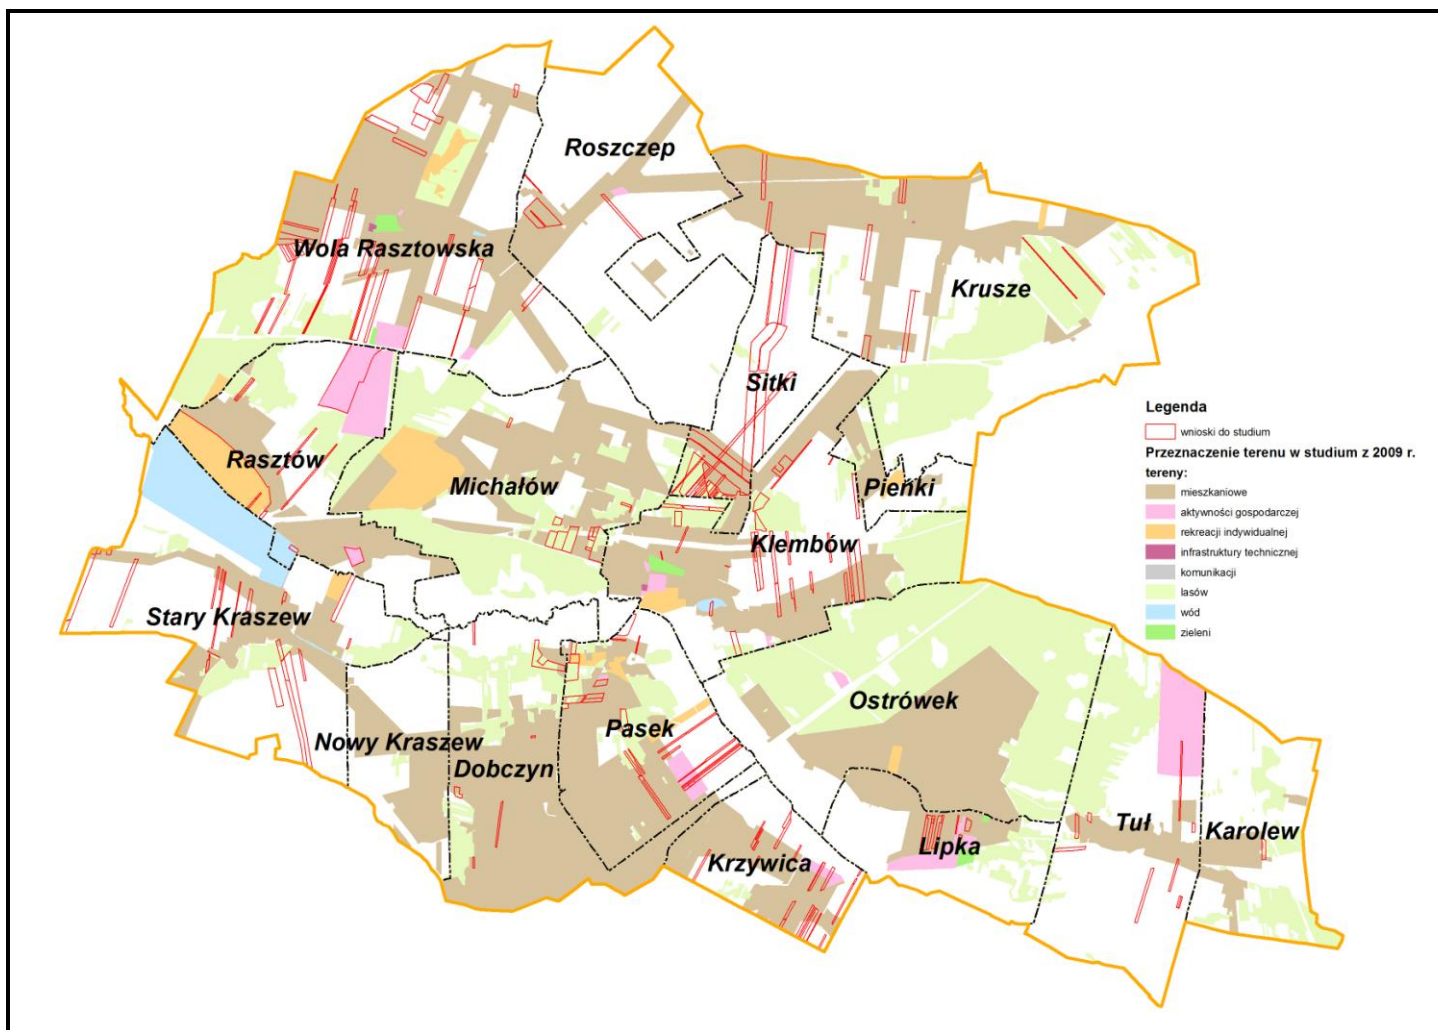 Roszczep
Wola Rasztowska
Krusze
Sitki
Rasztów
Michałów
Pieńki
Klembów
Stary Kraszew
Ostrówek
Pasek
Nowy Kraszew
Dobczyn
Tuł
Karolew
Lipka
Krzywica
Legenda
wnioski do studium
Przeznaczenie terenu w studium z 2009 r.
tereny:
mieszkaniowe
aktywności gospodarczej
rekreacji indywidualnej
infrastruktury technicznej
komunikacji
lasów
wód
zieleni